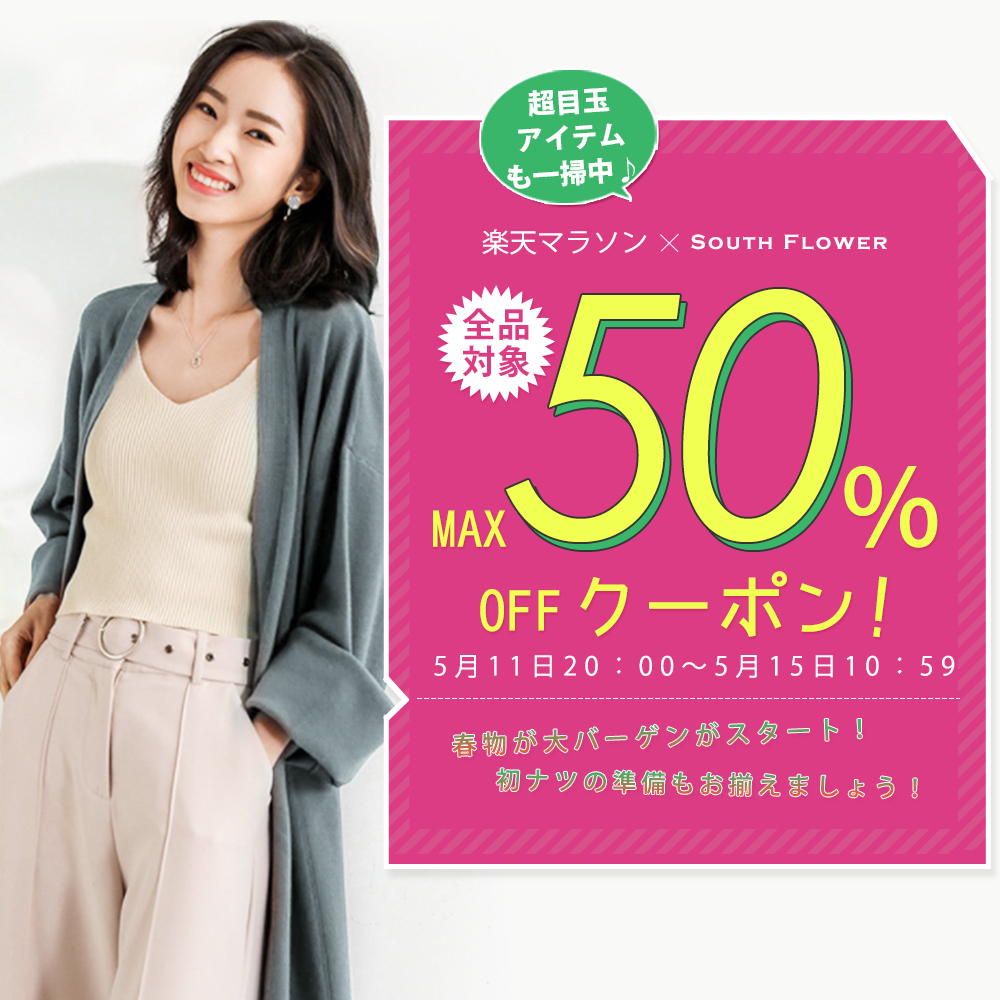 超目玉
アイテム
も一掃中♪
楽天マラソン × SOUTH FLOWER
全品
対象
MAX 50%
OFF クーポン!
5月11日20：00～5月15日10：59
春物が大バーゲンがスタート！
初ナツの準備もお揃えましょう！